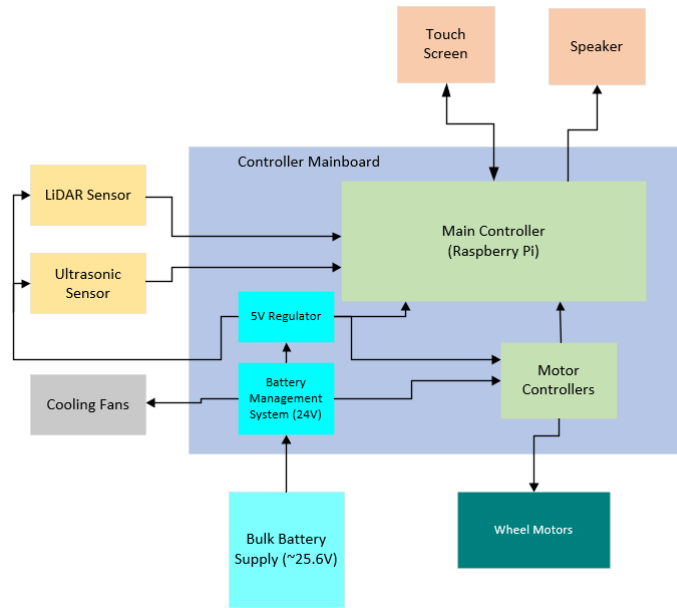 Touch
Screen
Speaker
Controller Mainboard
LiDAR Sensor
Main Controller
(Raspberry Pi)
Ultrasonic
Sensor
5V Regulator
Motor
Controllers
Battery
Management
System (24V)
Cooling Fans
Bulk Battery
Supply (~25.6V)
Wheel Motors